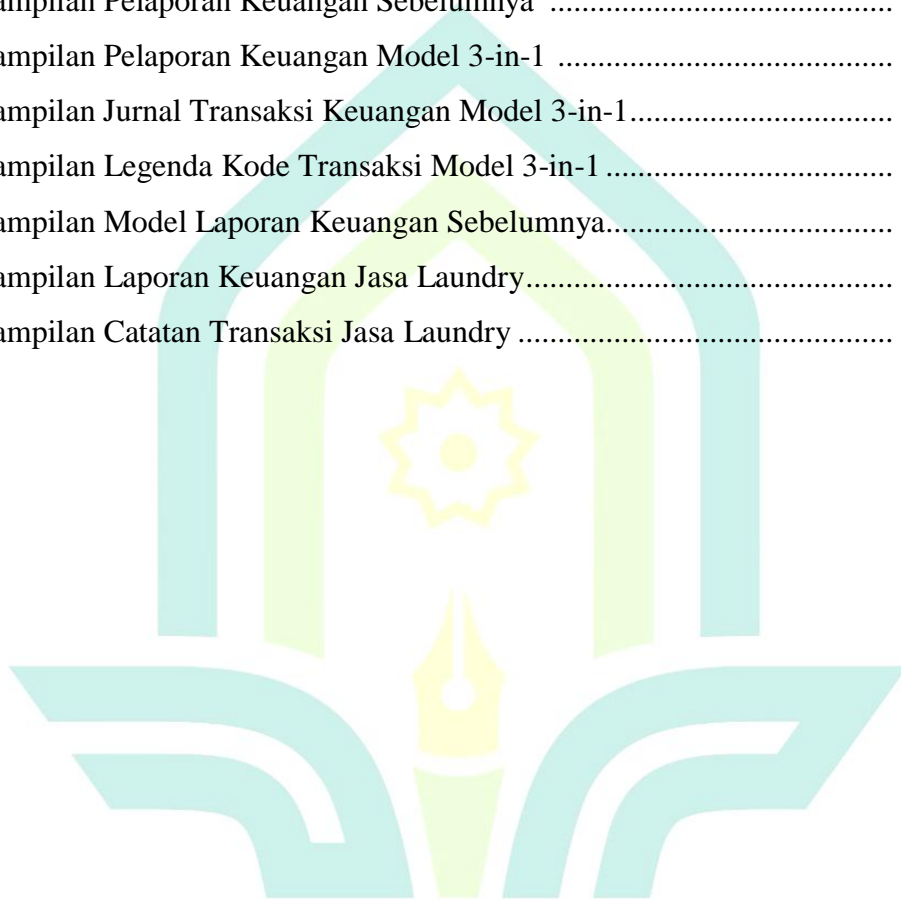 ampilan Pelaporan Keuangan Sebelumnya ..........................................
ampilan Pelaporan Keuangan Model 3-in-1 .........................................
ampilan Jurnal Transaksi Keuangan Model 3-in-1................................
ampilan Legenda Kode Transaksi Model 3-in-1 ...................................
ampilan Model Laporan Keuangan Sebelumnya...................................
ampilan Laporan Keuangan Jasa Laundry.............................................
ampilan Catatan Transaksi Jasa Laundry ..............................................